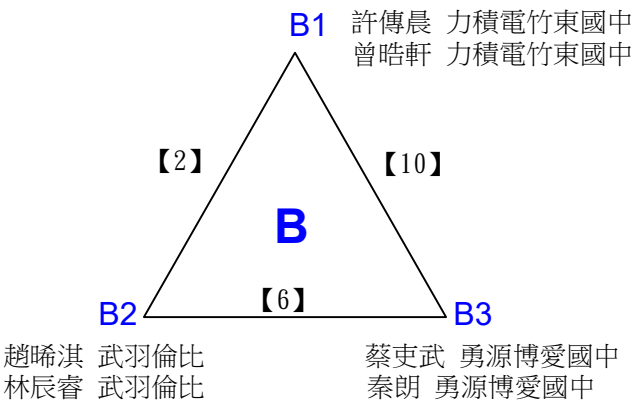 B1 許傳晨 力積電竹東國中
曾晧軒 力積電竹東國中
【2】 【10】
B
B2 【6】 B3
趙晞淇 武羽倫比 蔡吏武 勇源博愛國中
林辰睿 武羽倫比 秦朗 勇源博愛國中